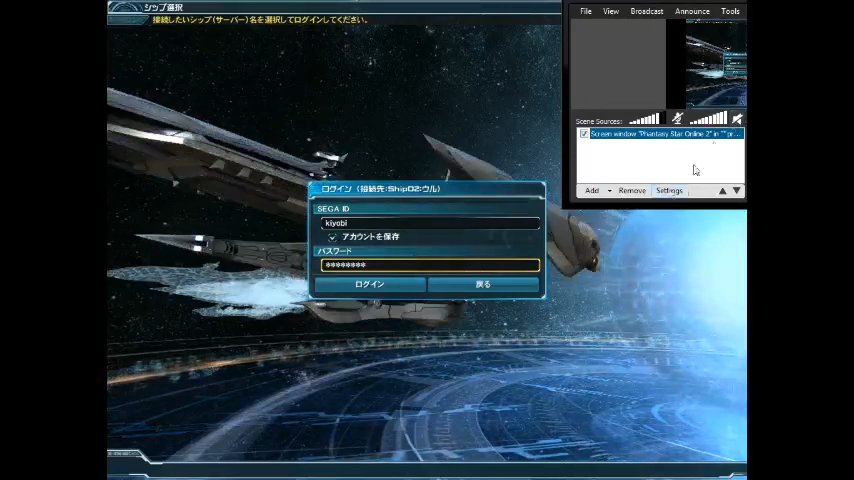 シップ選択
接続したいシップ(サーバー)名を選択してログインしてください。
File View Broadcast Announce Tools
Scene Sources:
Screen window "Phantasy Star Online 2" in "" pr...
Add Remove Settings
ログイン (接続先:Ship02:ウル)
SEGA ID
kiyobi
アカウントを保存
パスワード
********
ログイン 戻る